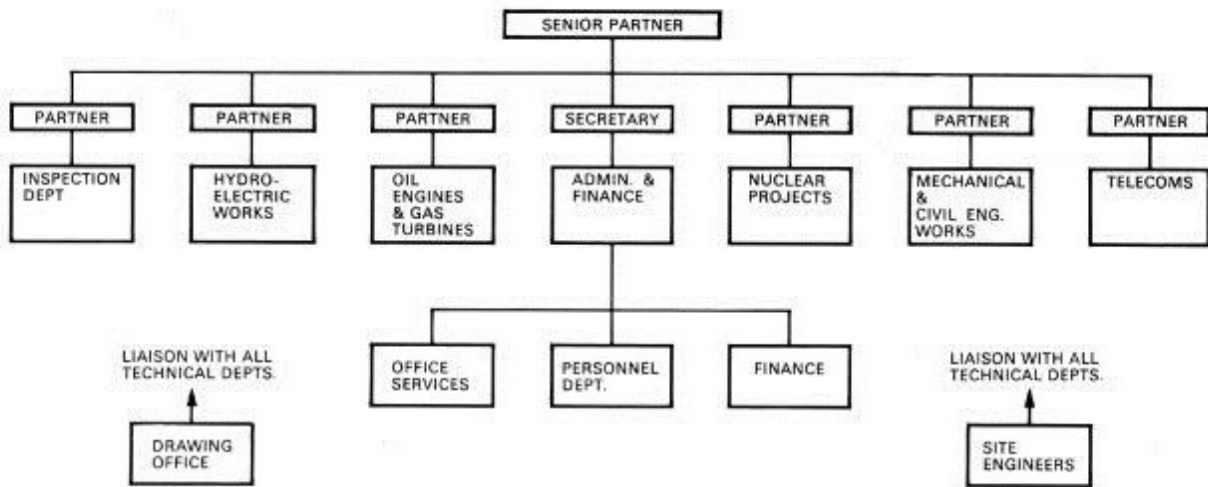 SENIOR PARTNER
PARTNER
PARTNER
PARTNER
SECRETARY
PARTNER
PARTNER
PARTNER
INSPECTION
DEPT
HYDRO-
ELECTRIC
WORKS
OIL
ENGINES
& GAS
TURBINES
ADMIN. &
FINANCE
NUCLEAR
PROJECTS
MECHANICAL
&
CIVIL ENG.
WORKS
TELECOMS
OFFICE
SERVICES
PERSONNEL
DEPT.
FINANCE
LIAISON WITH ALL
TECHNICAL DEPTS.
DRAWING
OFFICE
LIAISON WITH ALL
TECHNICAL DEPTS.
SITE
ENGINEERS